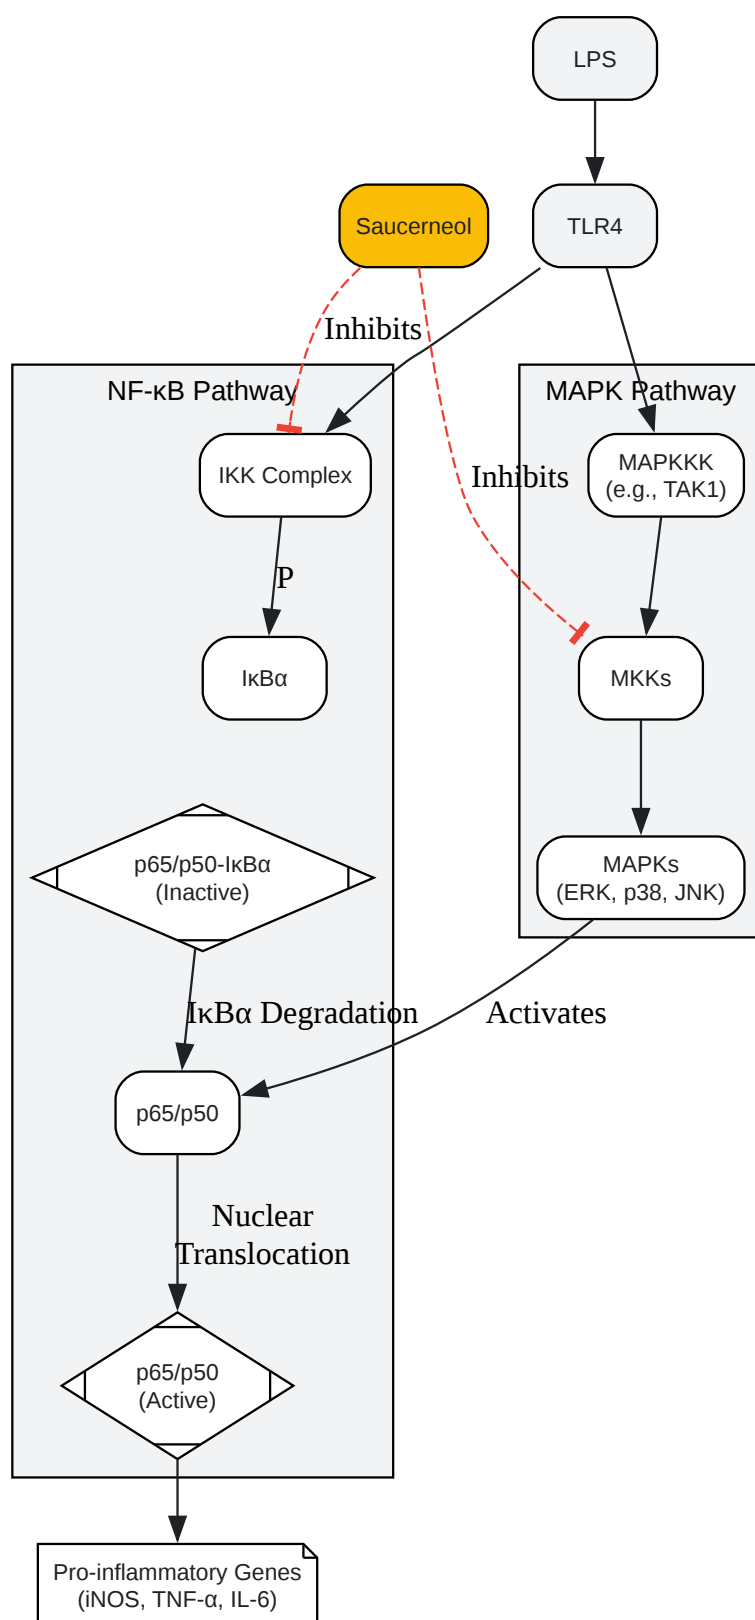 LPS
Saucerneol
TLR4
Inhibits
NF-κB Pathway
MAPK Pathway
IKK Complex
MAPKKK
(e.g., TAK1)
Inhibits
P
IκBα
MKKs
p65/p50-IκBα
(Inactive)
MAPKs
(ERK, p38, JNK)
IκBα Degradation
Activates
p65/p50
Nuclear
Translocation
p65/p50
(Active)
Pro-inflammatory Genes
(iNOS, TNF-α, IL-6)